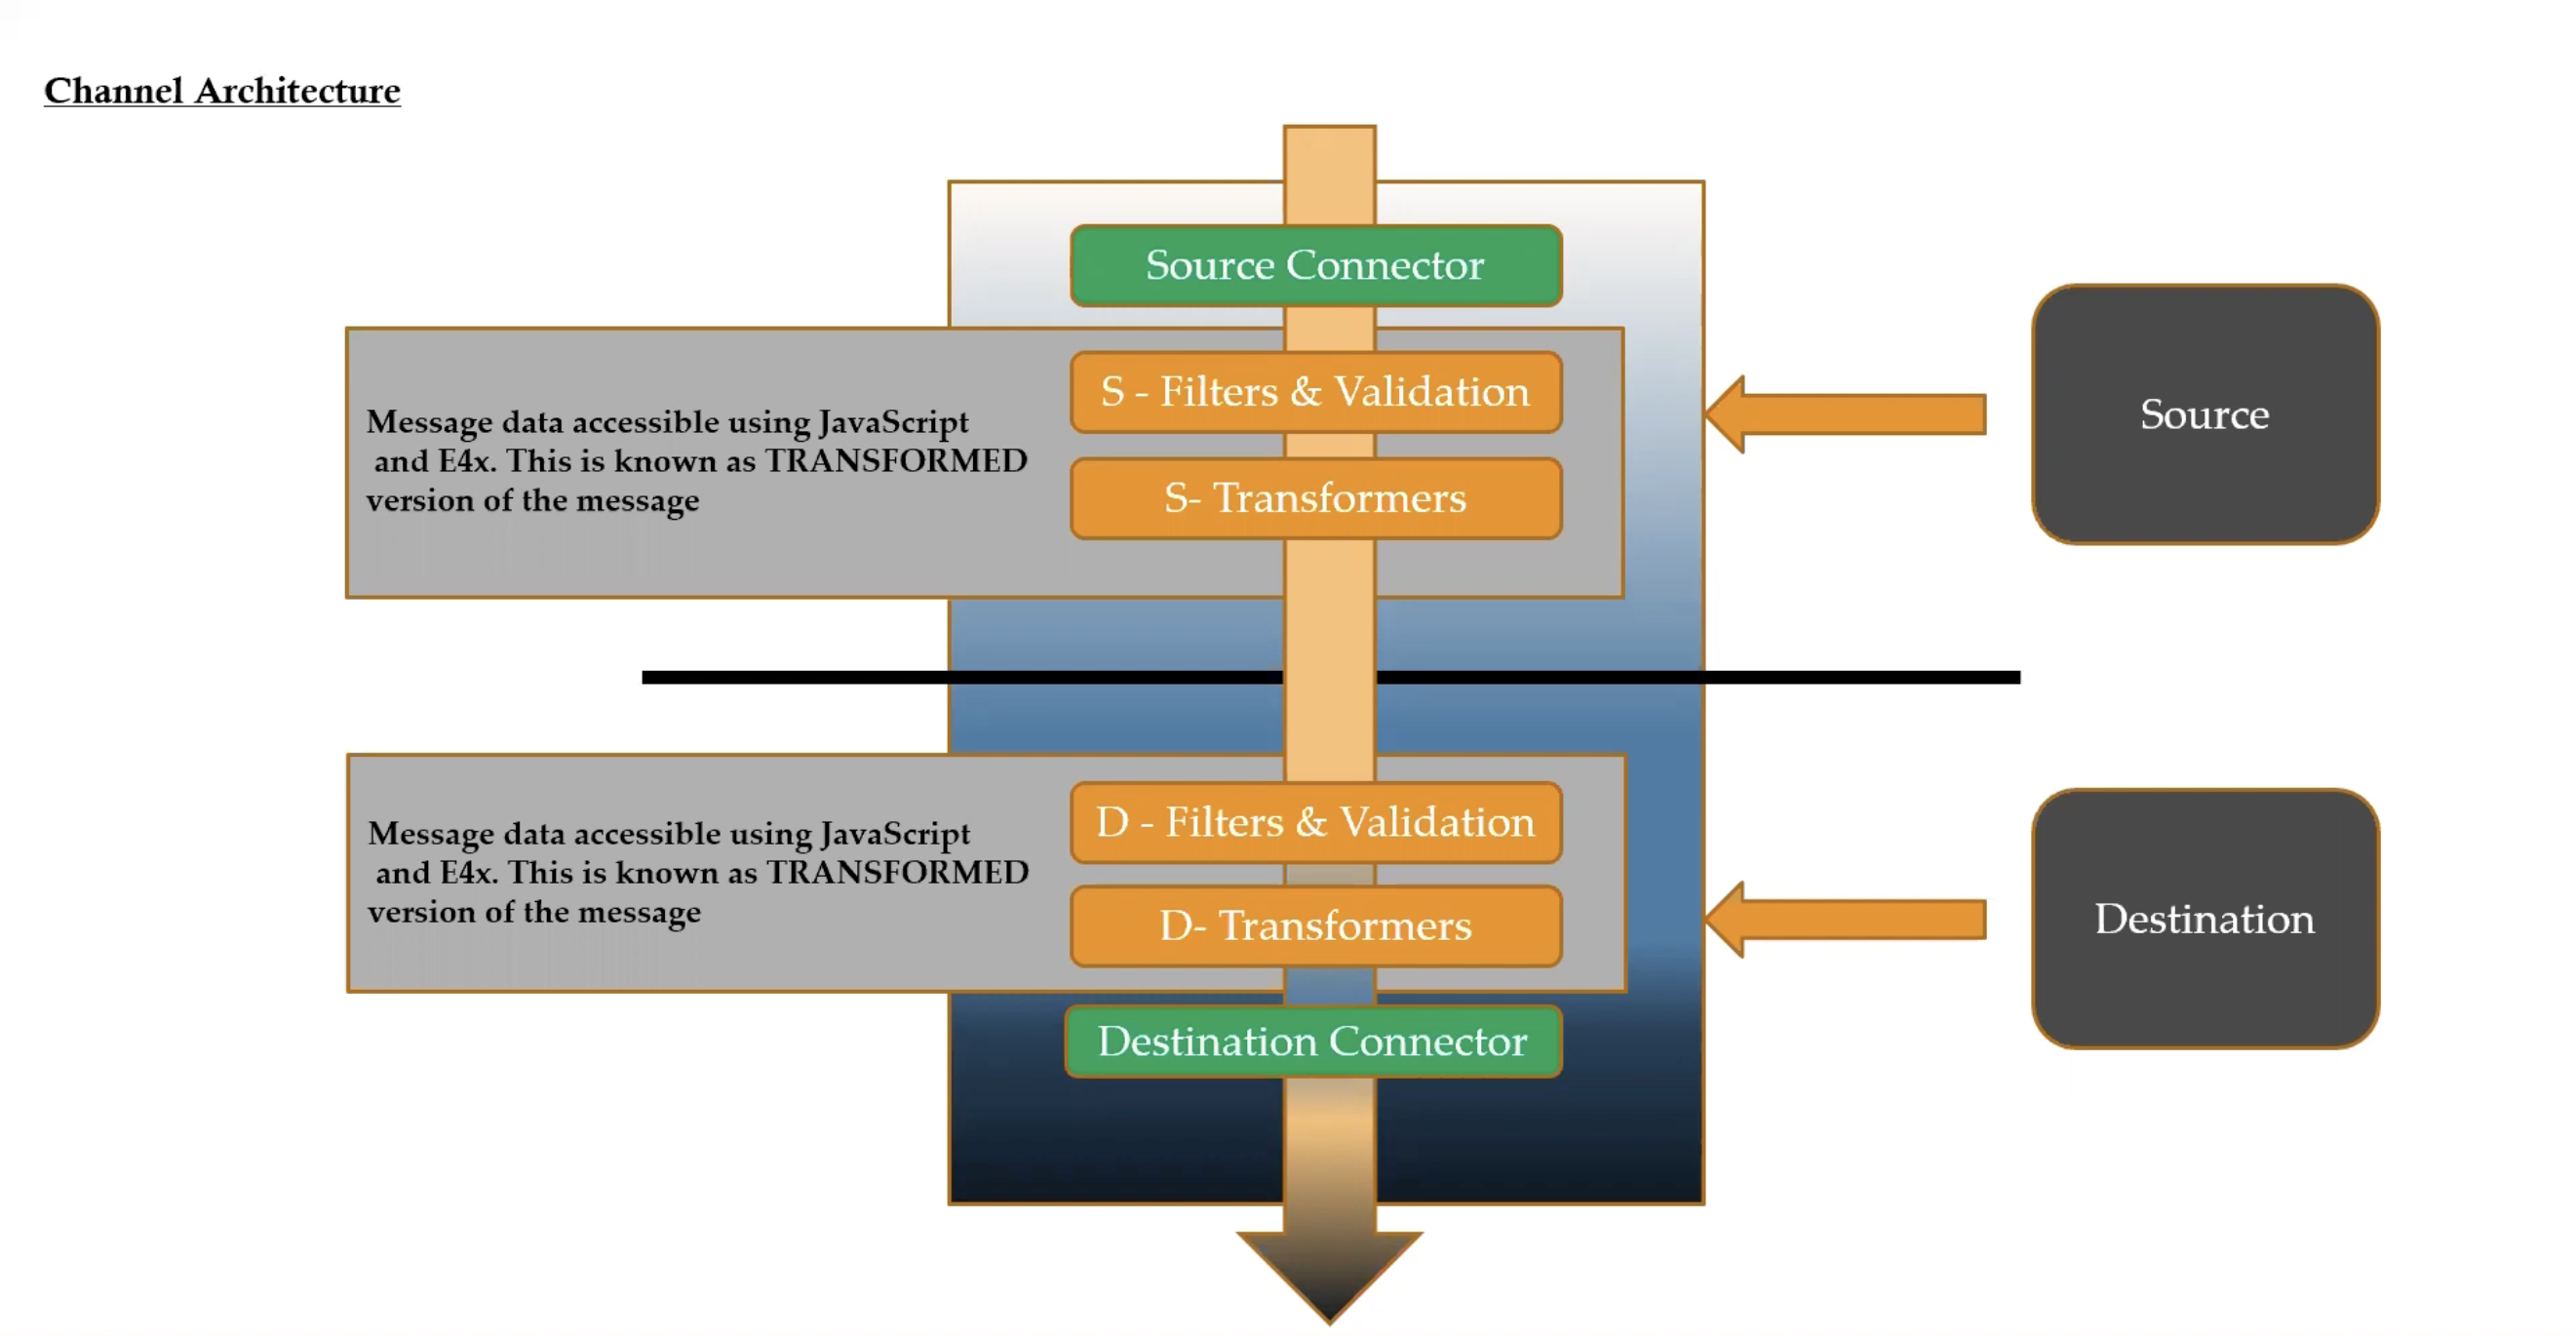 Channel Architecture
Source Connector
S - Filters & Validation
Message data accessible using JavaScript
and E4x. This is known as TRANSFORMED
version of the message
S- Transformers
Source
D - Filters & Validation
Message data accessible using JavaScript
and E4x. This is known as TRANSFORMED
version of the message
D- Transformers
Destination
Destination Connector